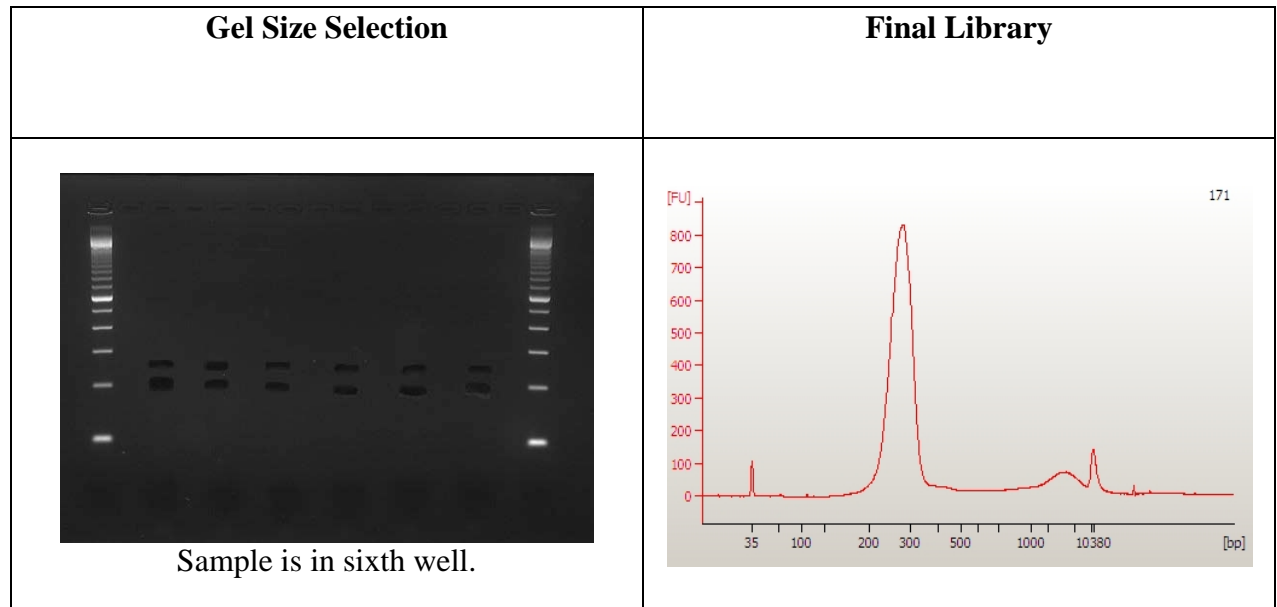 Gel Size Selection
Final Library
Sample is in sixth well.
[FU]
171
800
700
600
500
400
300
200
100
0
35 100 200 300 500 1000 10380 [bp]